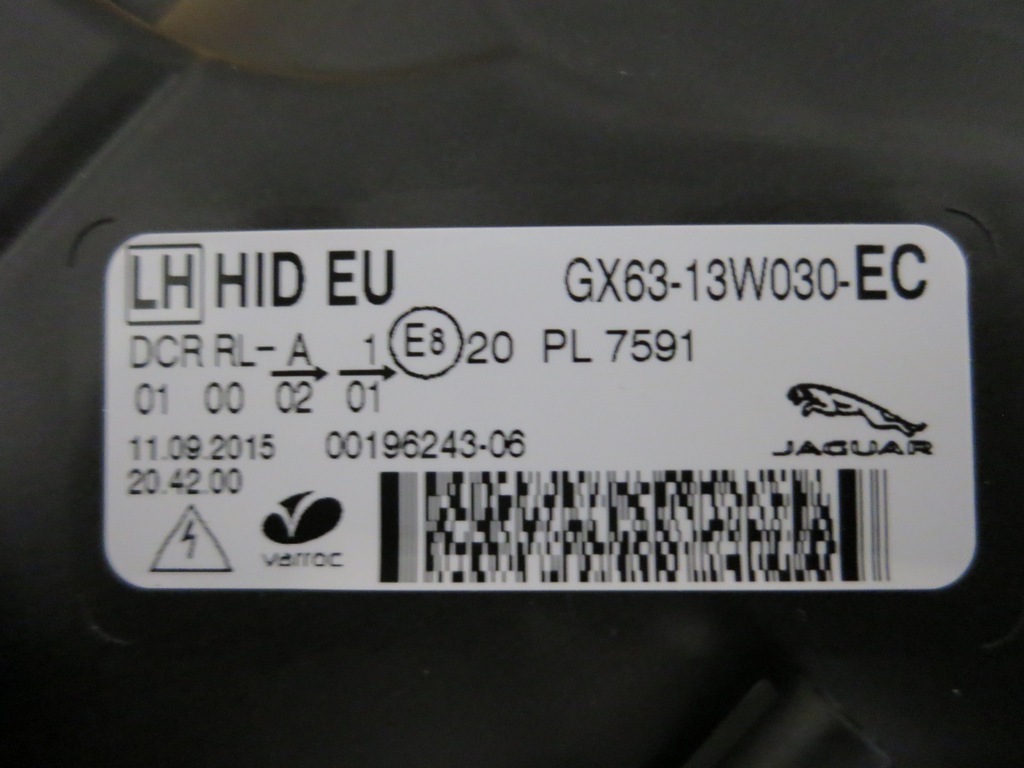 LH HID EU GX63-13W030-EC
DCR RL- A 1 E8 20 PL 7591
01 00 02 01
11.09.2015 00196243-06
JAGUAR
20.42.00
varroc